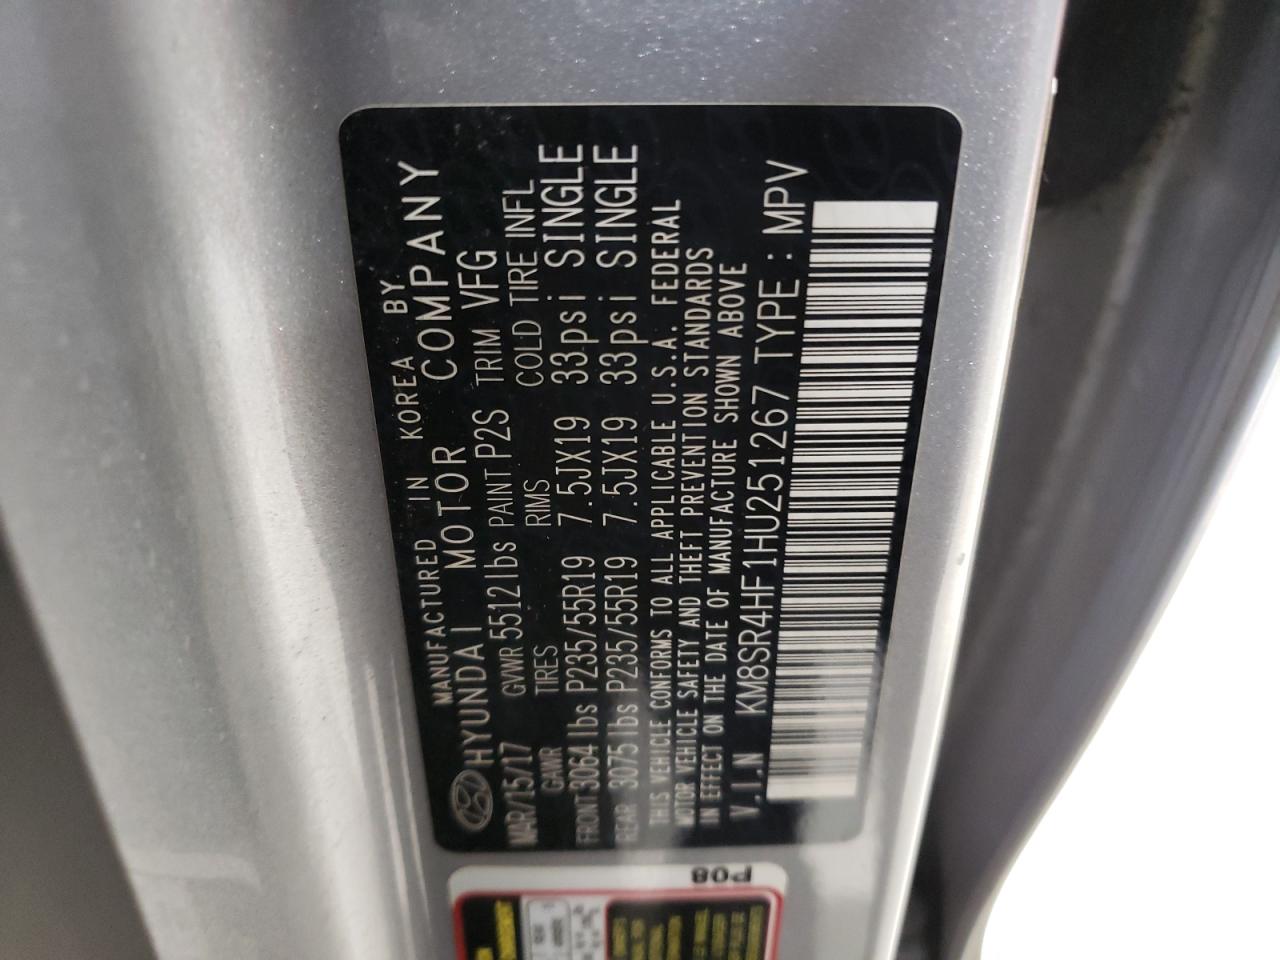 MANUFACTURED IN KOREA BY
HYUNDAI MOTOR COMPANY
MAR/15/17 GVWR 5512lbs PAINT P2S TRIM VFG
GAWR TIRES RIMS COLD TIRE INFL
FRONT 3064lbs P235/55R19 7.5JX19 33psi SINGLE
REAR 3075lbs P235/55R19 7.5JX19 33psi SINGLE
THIS VEHICLE CONFORMS TO ALL APPLICABLE U.S.A. FEDERAL
MOTOR VEHICLE SAFETY AND THEFT PREVENTION STANDARDS
IN EFFECT ON THE DATE OF MANUFACTURE SHOWN ABOVE
V.I.N KM8SR4HF1HU251267 TYPE : MPV
P08